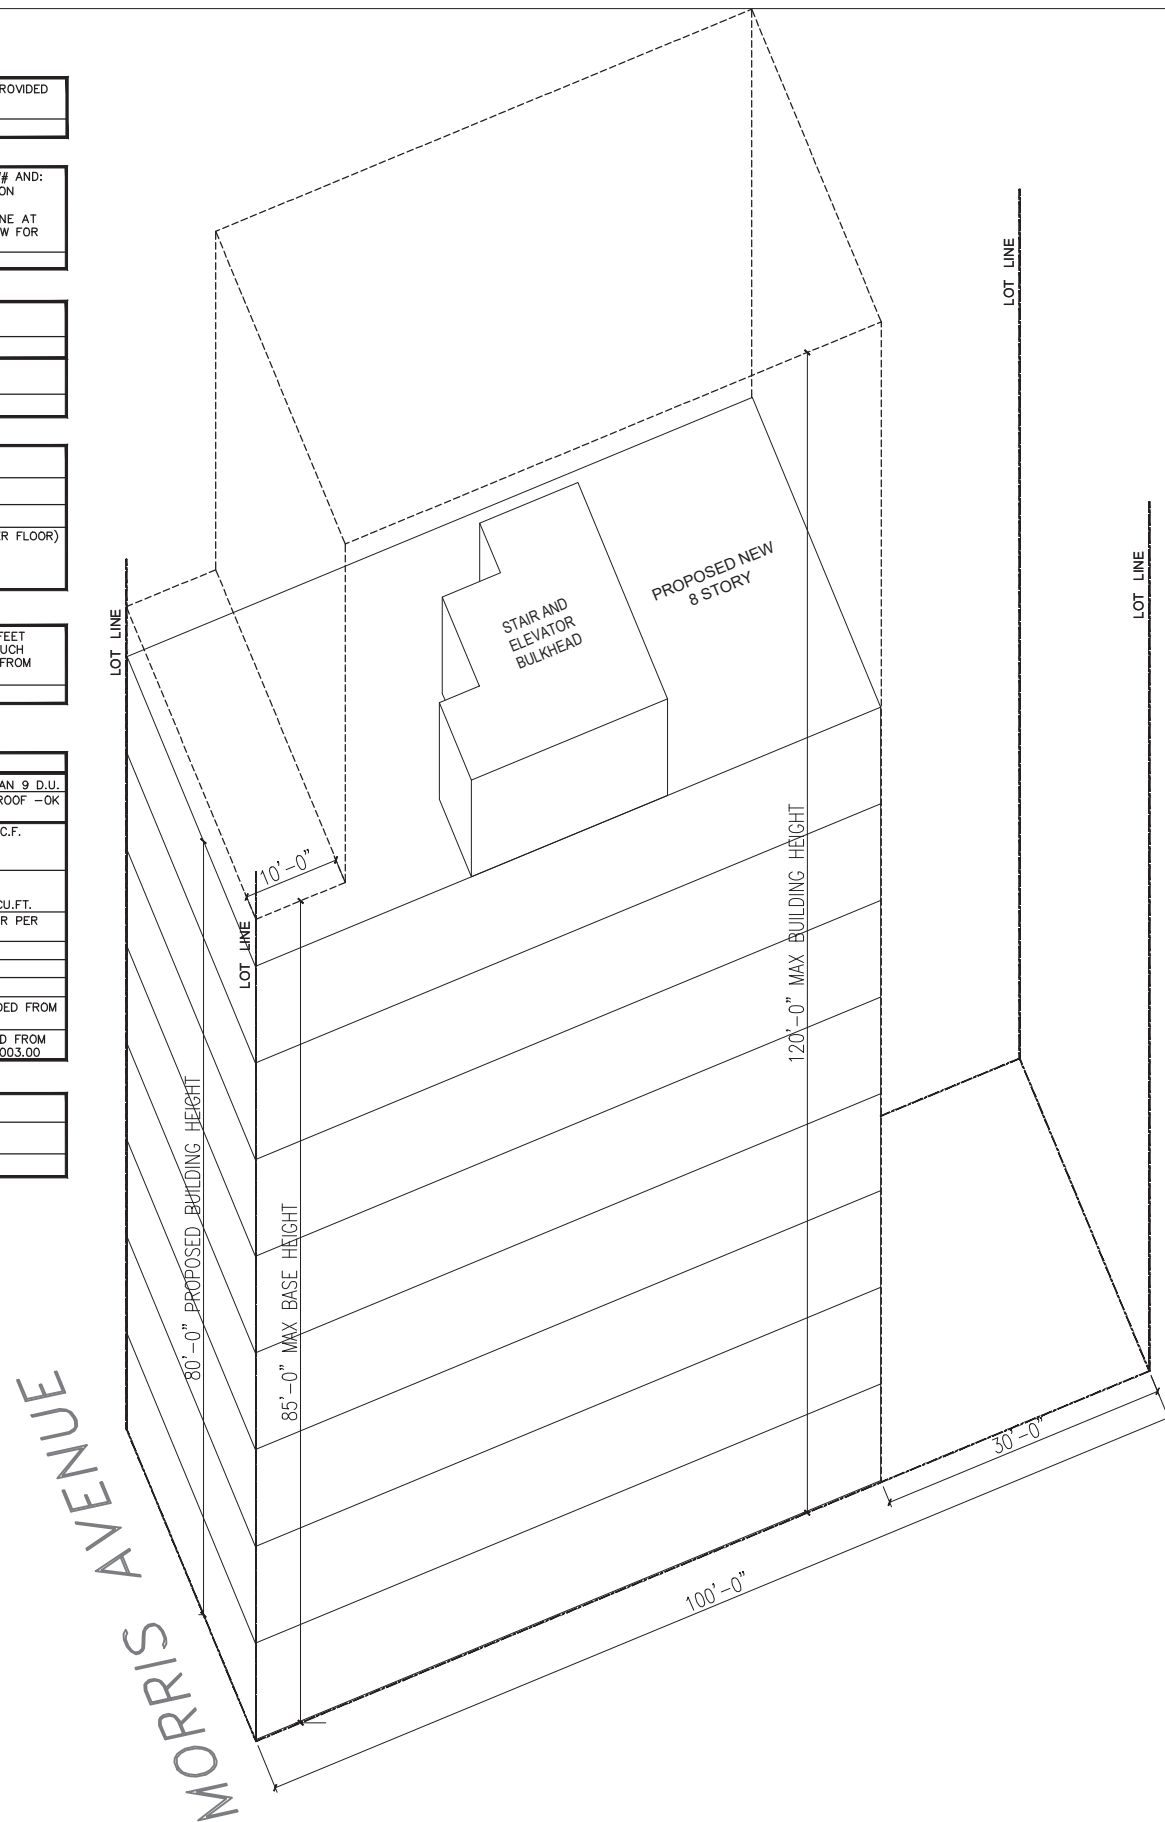 ROVIDED
# AND:
ON
NE AT
W FOR
R FLOOR)
FEET
UCH
FROM
AN 9 D.U.
ROOF -OK
C.F.
CU.FT.
R PER
DED FROM
D FROM
003.00
LOT LINE
LOT LINE
LOT LINE
LOT LINE
PROPOSED NEW
8 STORY
STAIR AND
ELEVATOR
BULKHEAD
10'-0"
120'-0" MAX BUILDING HEIGHT
80'-0" PROPOSED BUILDING HEIGHT
85'-0" MAX BASE HEIGHT
30'-0"
100'-0"
MORRIS AVENUE